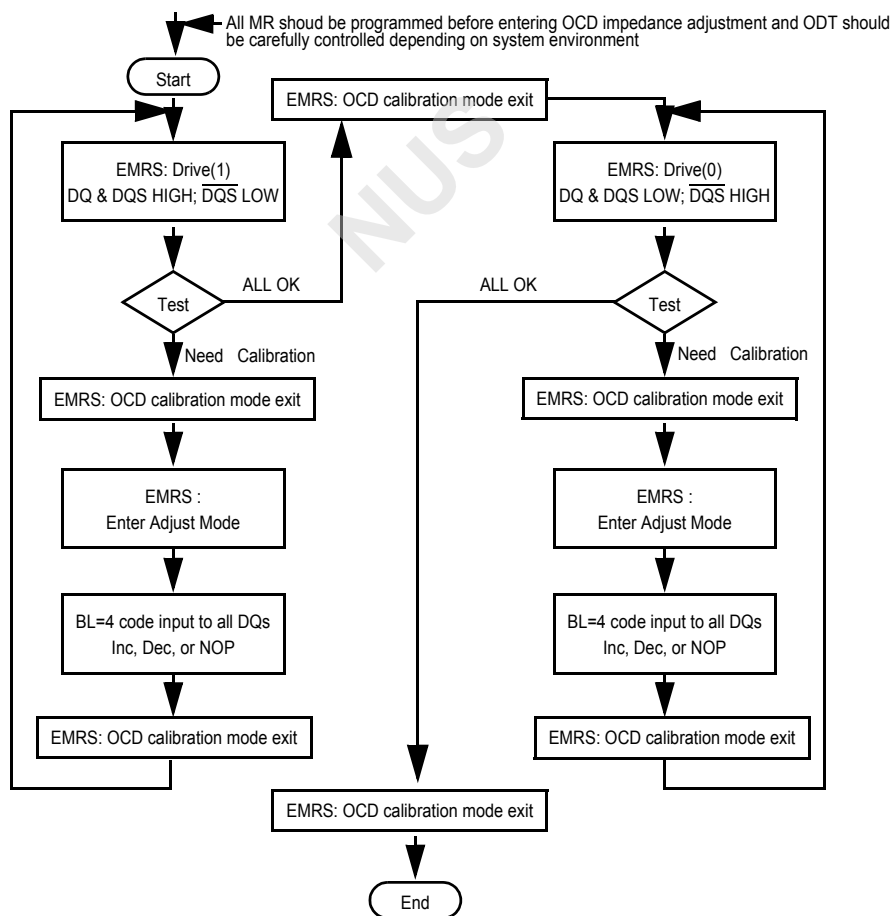 All MR shoud be programmed before entering OCD impedance adjustment and ODT should
be carefully controlled depending on system environment
Start
EMRS: OCD calibration mode exit
EMRS: Drive(1)
DQ & DQS HIGH; D̅Q̅S̅ LOW
EMRS: Drive(0)
DQ & DQS LOW; D̅Q̅S̅ HIGH
NUS
Test
ALL OK
ALL OK
Test
Need Calibration
Need Calibration
EMRS: OCD calibration mode exit
EMRS: OCD calibration mode exit
EMRS :
Enter Adjust Mode
EMRS :
Enter Adjust Mode
BL=4 code input to all DQs
Inc, Dec, or NOP
BL=4 code input to all DQs
Inc, Dec, or NOP
EMRS: OCD calibration mode exit
EMRS: OCD calibration mode exit
EMRS: OCD calibration mode exit
End